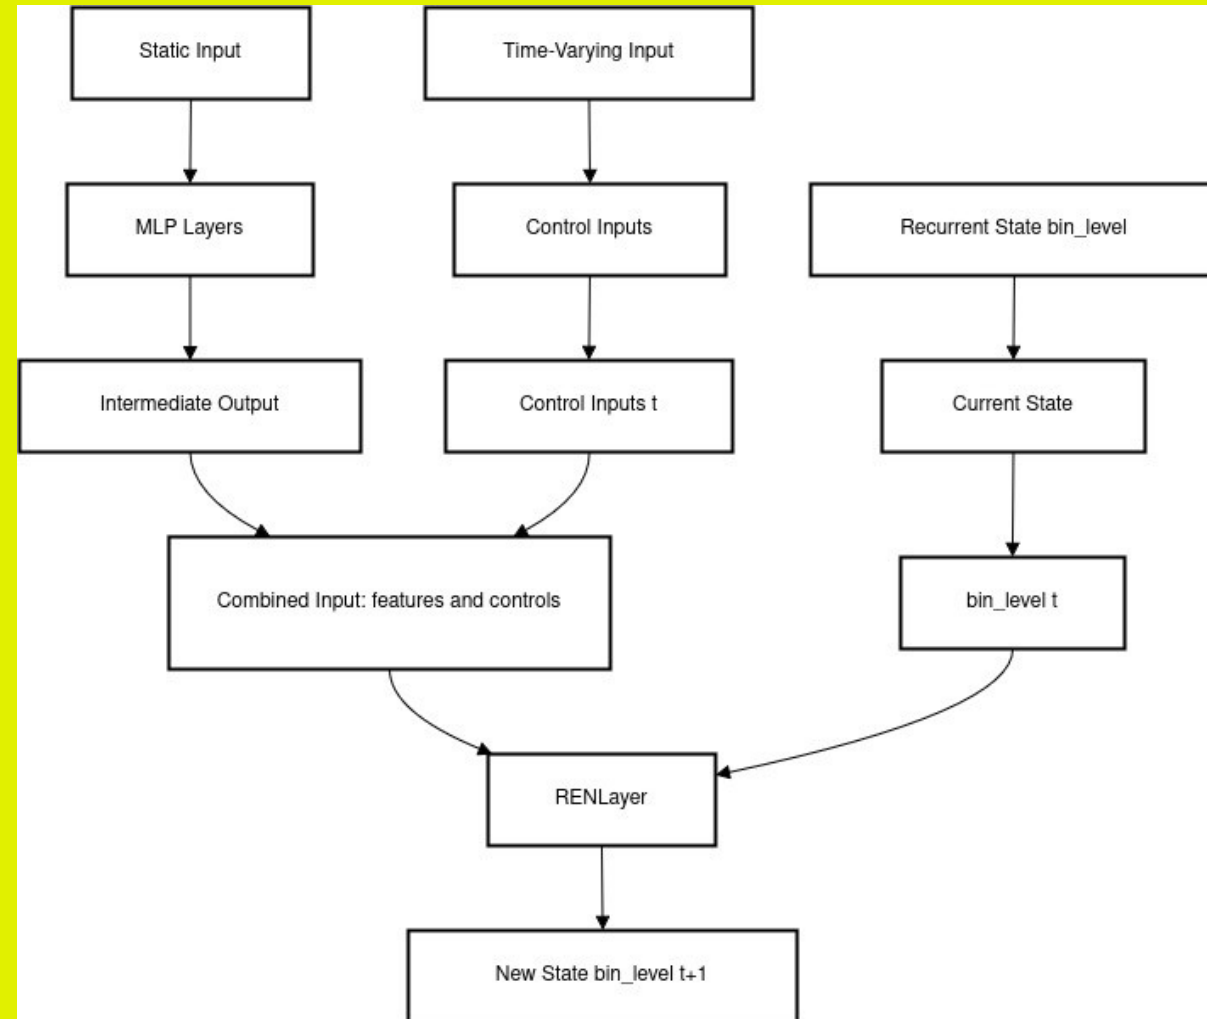 Static Input
Time-Varying Input
MLP Layers
Control Inputs
Recurrent State bin_level
Intermediate Output
Control Inputs t
Current State
Combined Input: features and controls
bin_level t
RENLayer
New State bin_level t+1